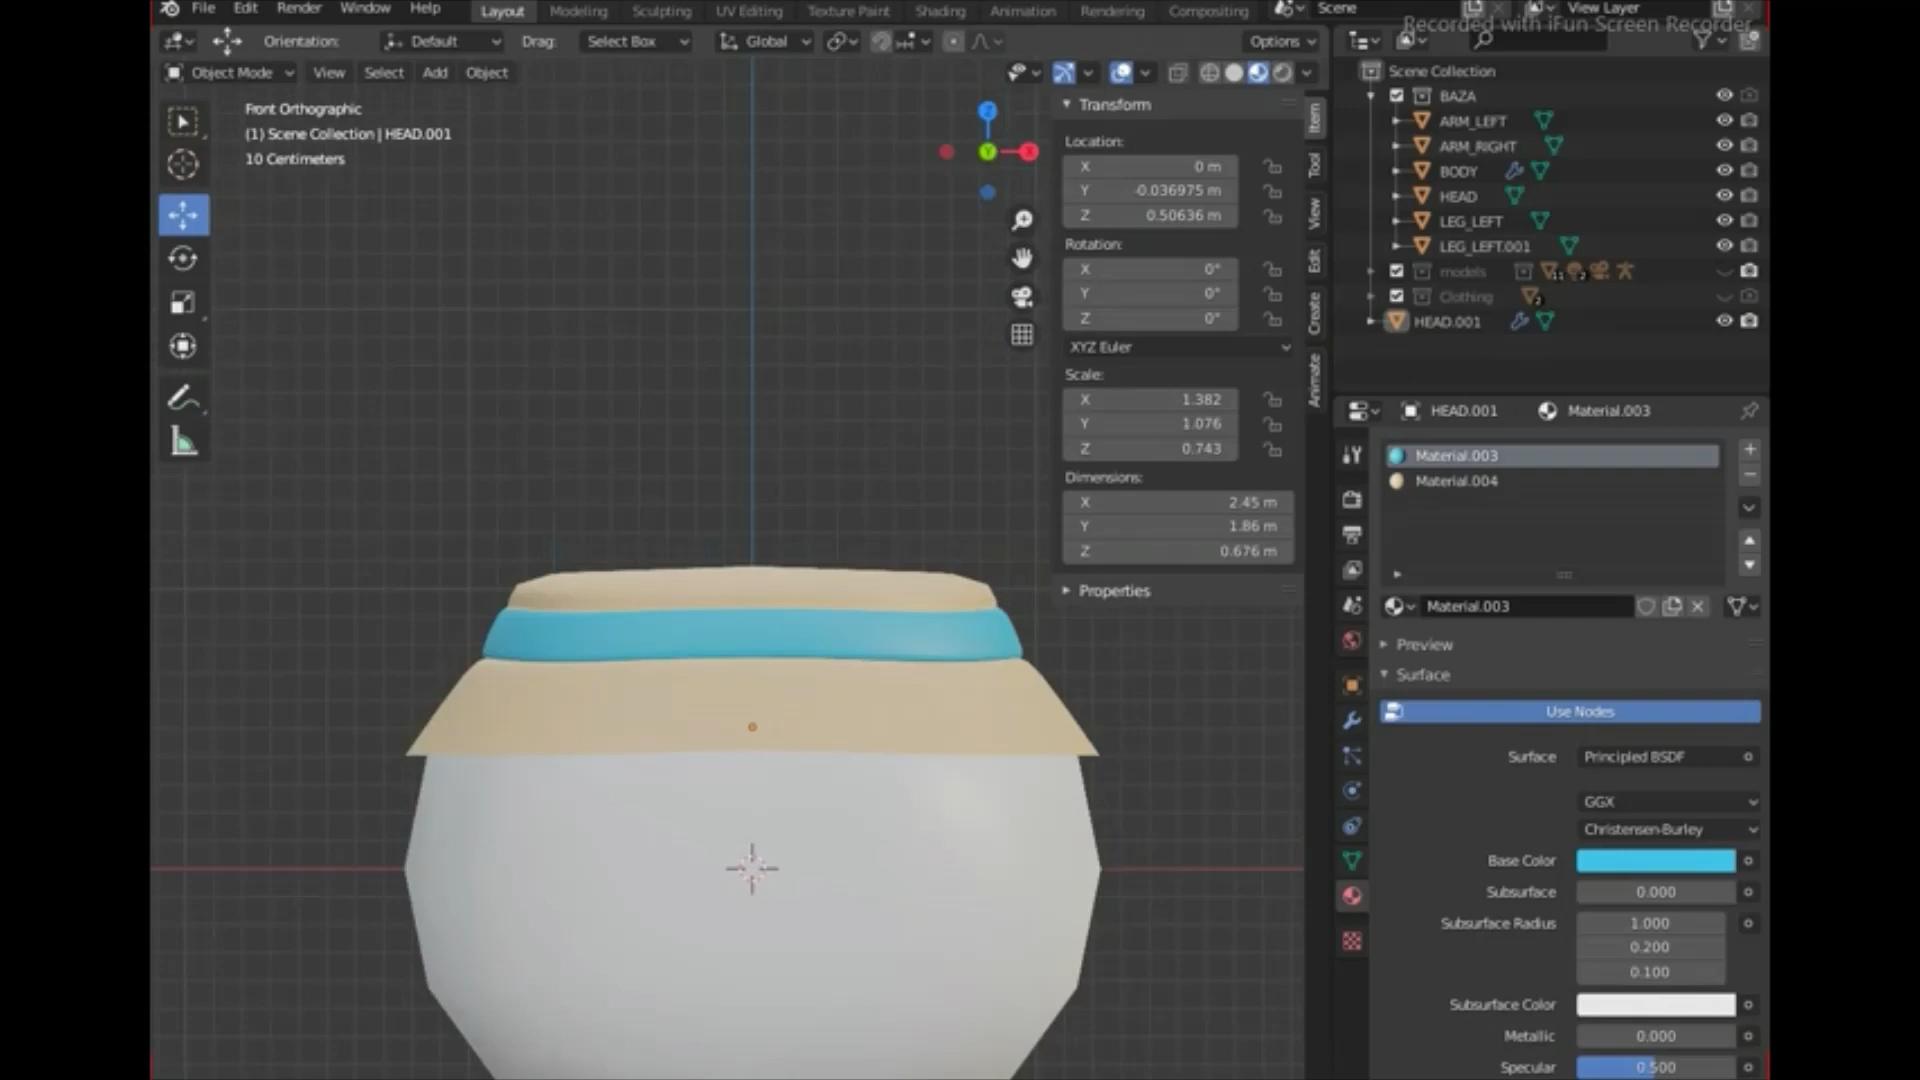 File Edit Render Window Help Layout Modeling Sculpting UV Editing Texture Paint Shading Animation Rendering Compositing Scene View Layer
Recorded with iFun Screen Recorder
Orientation: Default Drag: Select Box Global Options
Object Mode View Select Add Object
Front Orthographic
(1) Scene Collection | HEAD.001
10 Centimeters
Z
Y
X
Transform
Location:
X 0 m
Y -0.036975 m
Z 0.50636 m
Rotation:
X 0°
Y 0°
Z 0°
XYZ Euler
Scale:
X 1.382
Y 1.076
Z 0.743
Dimensions:
X 2.45 m
Y 1.86 m
Z 0.676 m
Properties
Item
Tool
View
Edit
Create
Animate
Scene Collection
BAZA
ARM_LEFT
ARM_RIGHT
BODY
HEAD
LEG_LEFT
LEG_LEFT.001
models 11 2
Clothing 2
HEAD.001
HEAD.001 Material.003
Material.003
Material.004
Material.003
Preview
Surface
Use Nodes
Surface Principled BSDF
GGX
Christensen-Burley
Base Color
Subsurface 0.000
Subsurface Radius 1.000
0.200
0.100
Subsurface Color
Metallic 0.000
Specular 0.500